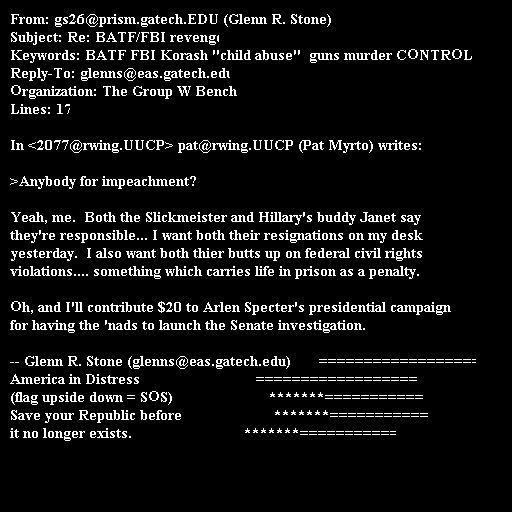 From: gs26@prism.gatech.EDU (Glenn R. Stone)
Subject: Re: BATF/FBI revenge
Keywords: BATF FBI Korash "child abuse"  guns murder CONTROL
Reply-To: glenns@eas.gatech.edu
Organization: The Group W Bench
Lines: 17

In <2077@rwing.UUCP> pat@rwing.UUCP (Pat Myrto) writes:

>Anybody for impeachment?

Yeah, me.  Both the Slickmeister and Hillary's buddy Janet say
they're responsible... I want both their resignations on my desk
yesterday.  I also want both thier butts up on federal civil rights
violations.... something which carries life in prison as a penalty.

Oh, and I'll contribute $20 to Arlen Specter's presidential campaign
for having the 'nads to launch the Senate investigation.

-- Glenn R. Stone (glenns@eas.gatech.edu)       ==================
America in Distress                             ==================
(flag upside down = SOS)                        *******===========
Save your Republic before                       *******===========
it no longer exists.                            *******===========